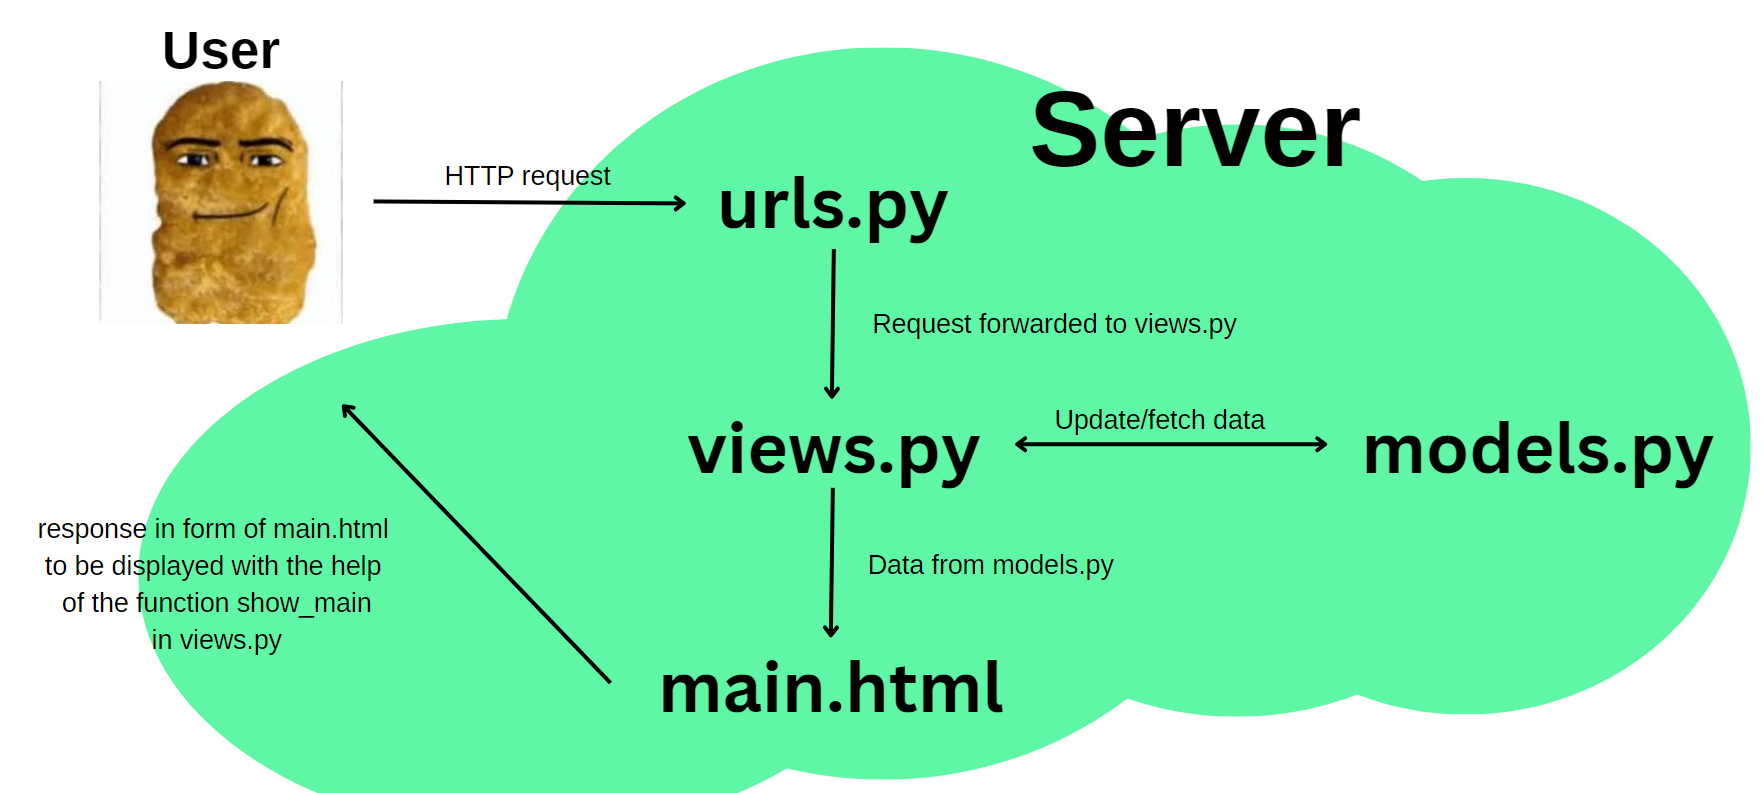 User
Server
HTTP request
urls.py
Request forwarded to views.py
Update/fetch data
views.py
models.py
response in form of main.html
to be displayed with the help
of the function show_main
in views.py
Data from models.py
main.html